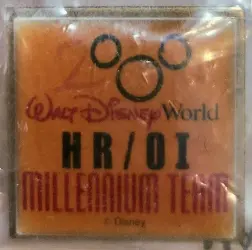 2000
Walt Disney World
HR/OI
MILLENNIUM TEAM
© Disney